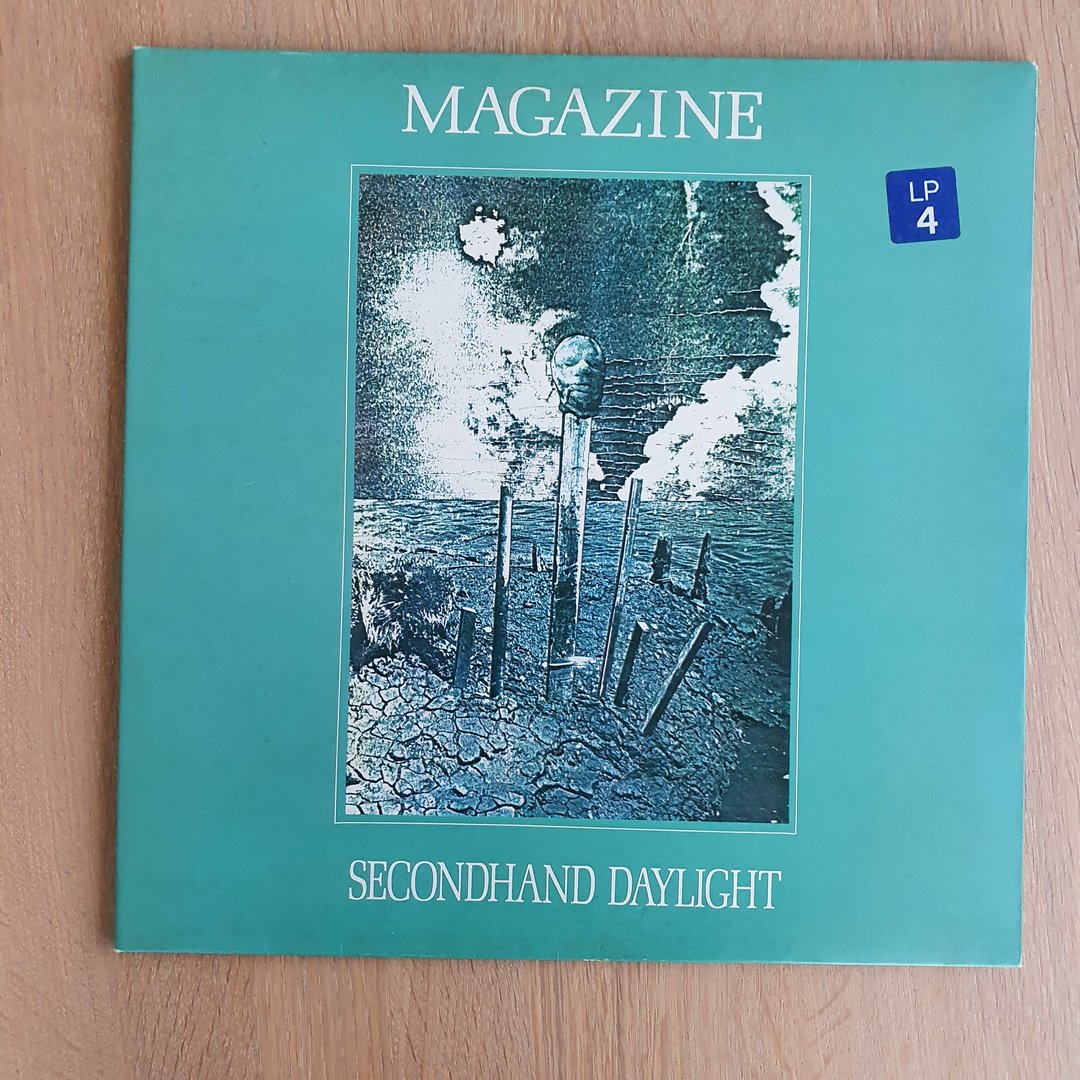 MAGAZINE
LP
4
SECONDHAND DAYLIGHT